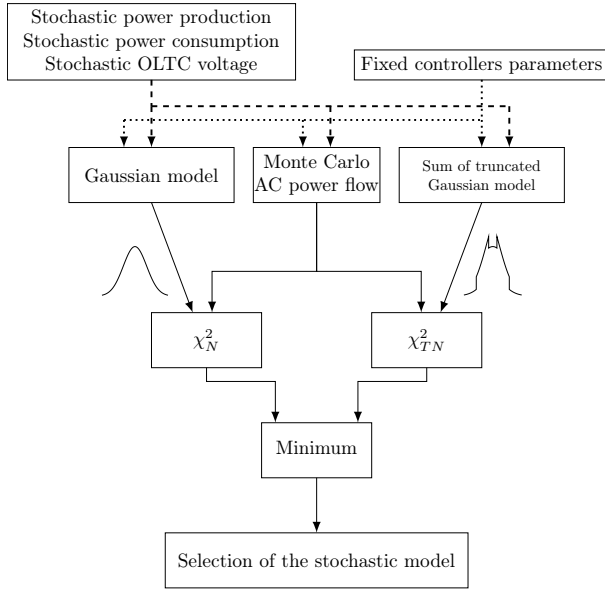 Stochastic power production
Stochastic power consumption
Stochastic OLTC voltage
Fixed controllers parameters
Gaussian model
Monte Carlo
AC power flow
Sum of truncated
Gaussian model
χ²_N
χ²_TN
Minimum
Selection of the stochastic model